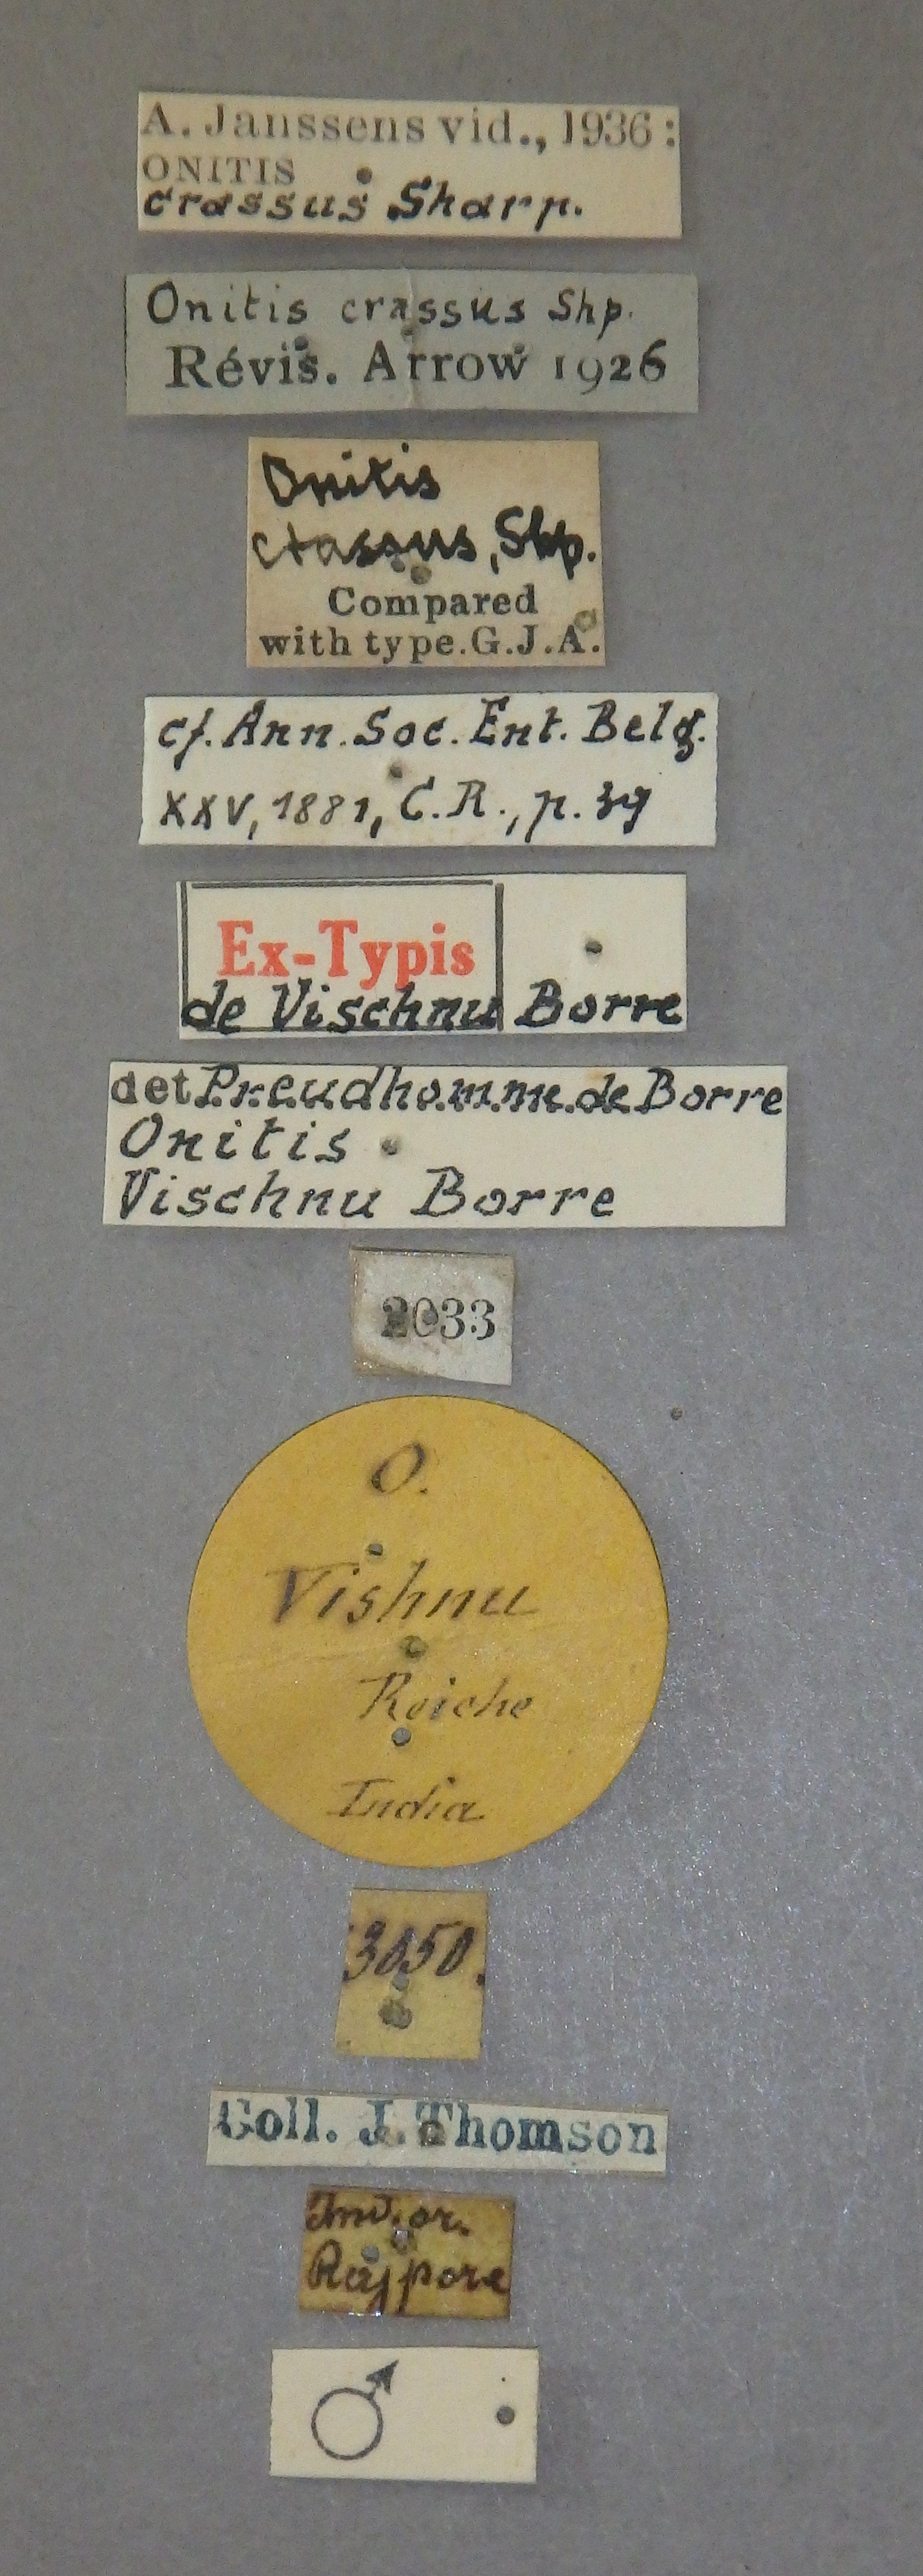 A. Janssens vid., 1936:
ONITIS
crassus Sharp.
Onitis crassus Shp.
Révis. Arrow 1926
Onitis
crassus, Shp.
Compared
with type. G.J.A.
cf. Ann. Soc. Ent. Belg.
XXV, 1881, C.R., p. 39
Ex-Typis
de Vischnu Borre
det Preudhomme de Borre
Onitis
Vischnu Borre
2033
O.
Vishnu
Reiche
India
3050.
Coll. J. Thomson
Ind. or.
Rajpore
♂